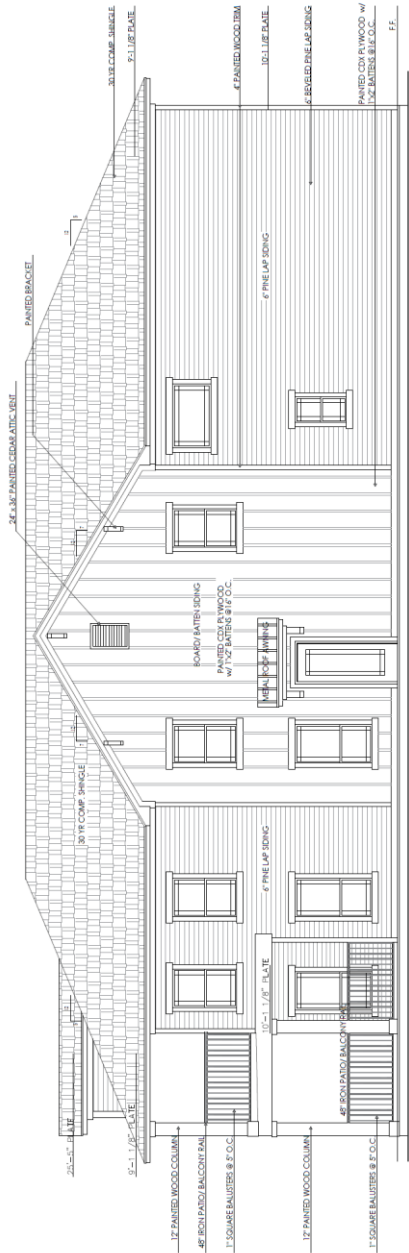 30 YR COMP. SHINGLE
9'-1 1/8" PLATE
4" PAINTED WOOD TRIM
10'-1 1/8" PLATE
6" BEVELED PINE LAP SIDING
PAINTED CDX PLYWOOD w/
1"x2" BATTENS @16" O.C.
F.F.
PAINTED BRACKET
24" x 36" PAINTED CEDAR ATTIC VENT
12
6" PINE LAP SIDING
BOARD/ BATTEN SIDING
PAINTED CDX PLYWOOD
w/ 1"x2" BATTENS @16" O.C.
METAL ROOF AWNING
30 YR COMP. SHINGLE
6" PINE LAP SIDING
10'-1 1/8" PLATE
12
25'-5" PLATE
9'-1 1/8" PLATE
48" IRON PATIO/ BALCONY RAIL
12" PAINTED WOOD COLUMN
48" IRON PATIO/ BALCONY RAIL
1" SQUARE BALUSTERS @ 5" O.C.
12" PAINTED WOOD COLUMN
1" SQUARE BALUSTERS @ 5" O.C.